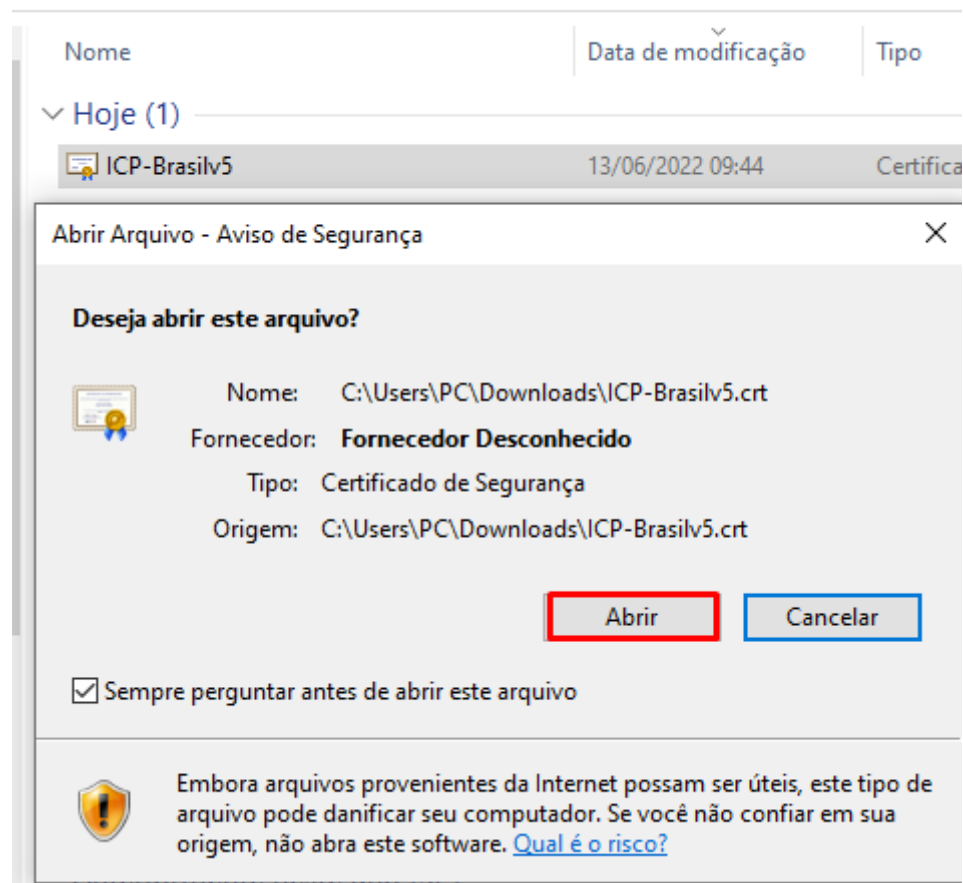 Nome Data de modificação Tipo
Hoje (1)
ICP-Brasilv5 13/06/2022 09:44 Certifica
Abrir Arquivo - Aviso de Segurança
Deseja abrir este arquivo?
Nome: C:\Users\PC\Downloads\ICP-Brasilv5.crt
Fornecedor: Fornecedor Desconhecido
Tipo: Certificado de Segurança
Origem: C:\Users\PC\Downloads\ICP-Brasilv5.crt
Abrir Cancelar
Sempre perguntar antes de abrir este arquivo
Embora arquivos provenientes da Internet possam ser úteis, este tipo de
arquivo pode danificar seu computador. Se você não confiar em sua
origem, não abra este software. Qual é o risco?